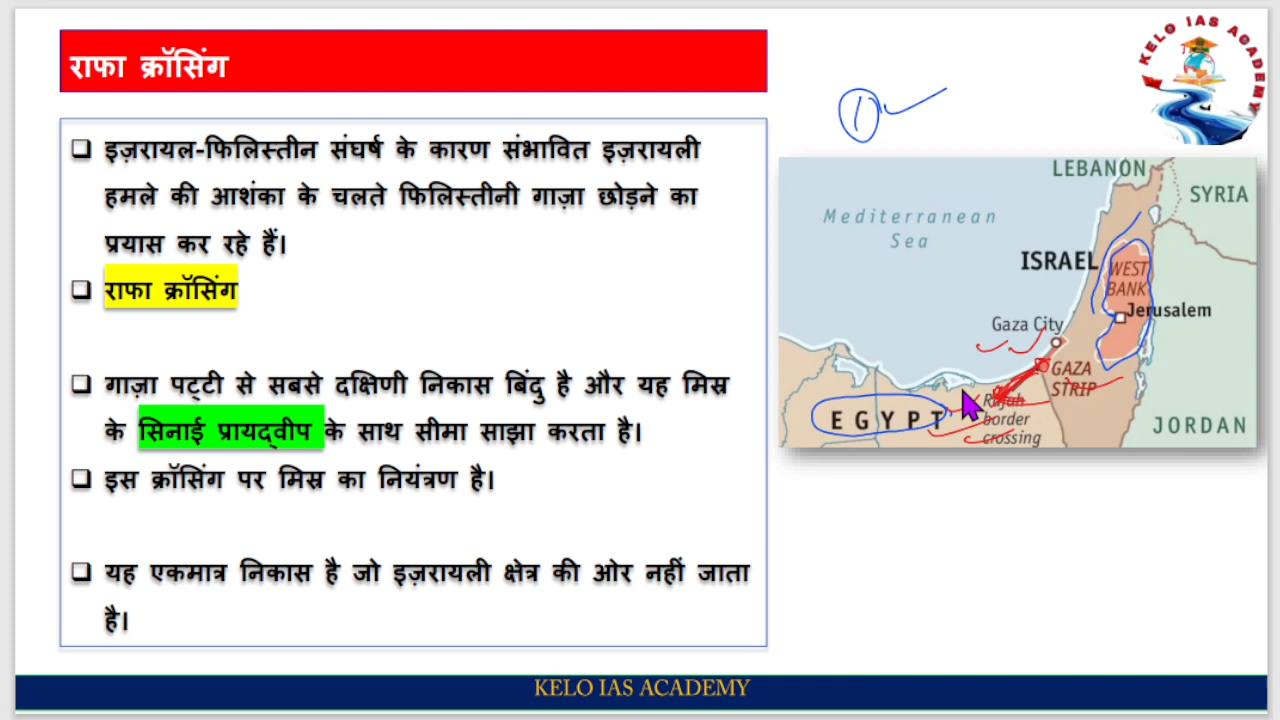 राफा क्रॉसिंग
KELO IAS ACADEMY
❑ इज़रायल-फिलिस्तीन संघर्ष के कारण संभावित इज़रायली
हमले की आशंका के चलते फिलिस्तीनी गाज़ा छोड़ने का
प्रयास कर रहे हैं।
❑ राफा क्रॉसिंग
❑ गाज़ा पट्टी से सबसे दक्षिणी निकास बिंदु है और यह मिस्र
के सिनाई प्रायद्वीप के साथ सीमा साझा करता है।
❑ इस क्रॉसिंग पर मिस्र का नियंत्रण है।
❑ यह एकमात्र निकास है जो इज़रायली क्षेत्र की ओर नहीं जाता
है।
LEBANON
SYRIA
Mediterranean
Sea
ISRAEL
WEST
BANK
Jerusalem
Gaza City
GAZA
STRIP
Rafah
border
crossing
EGYPT
JORDAN
KELO IAS ACADEMY